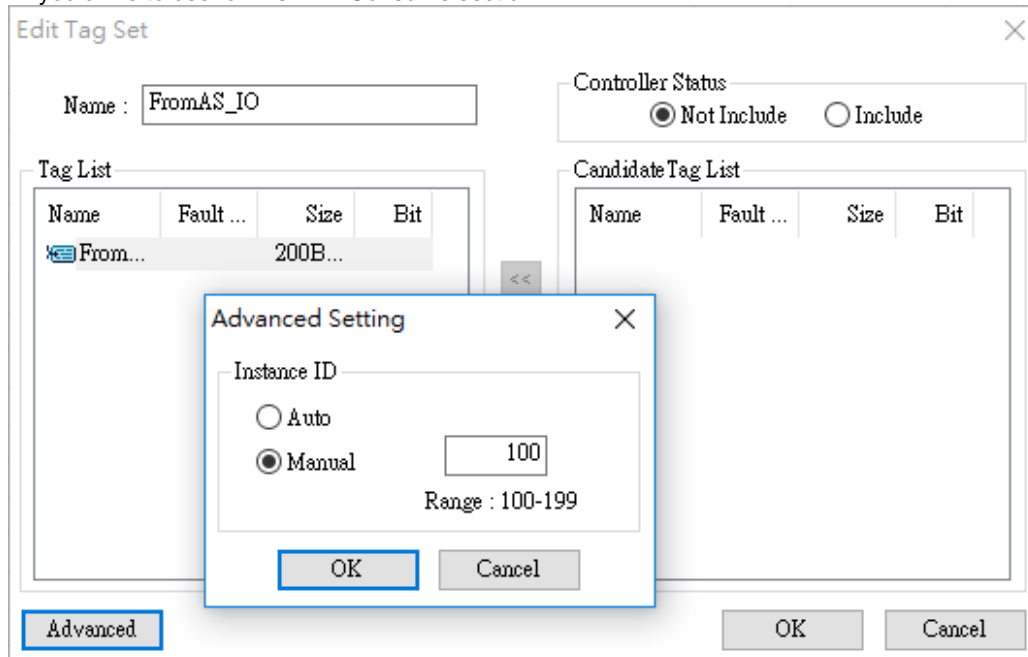 Edit Tag Set
Name : FromAS_IO
Controller Status
Not Include Include
Tag List
Name Fault ... Size Bit
From... 200B...
<<
Candidate Tag List
Name Fault ... Size Bit
Advanced Setting
Instance ID
Auto
Manual 100
Range : 100-199
OK Cancel
Advanced OK Cancel